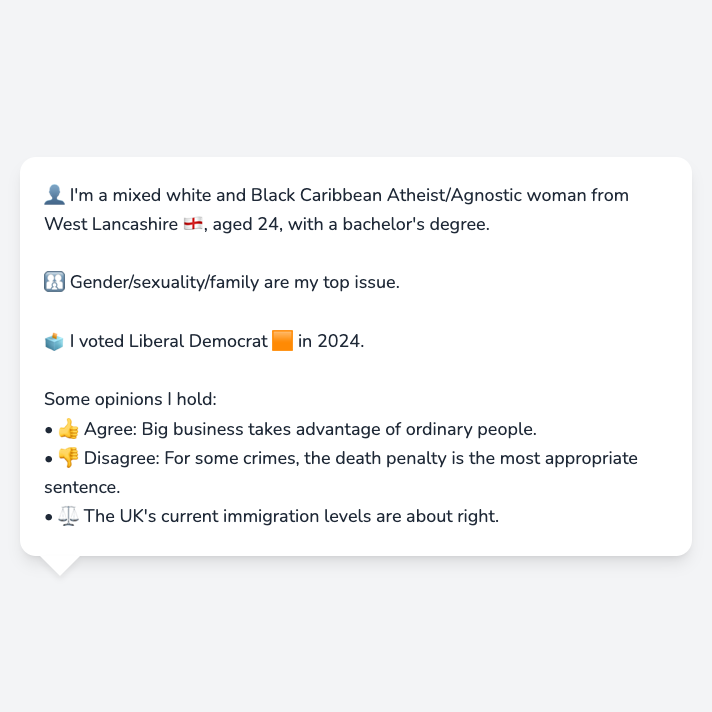 👤 I'm a mixed white and Black Caribbean Atheist/Agnostic woman from
West Lancashire 🏴󠁧󠁢󠁥󠁮󠁧󠁿, aged 24, with a bachelor's degree.
🚻 Gender/sexuality/family are my top issue.
🗳️ I voted Liberal Democrat 🟧 in 2024.
Some opinions I hold:
• 👍 Agree: Big business takes advantage of ordinary people.
• 👎 Disagree: For some crimes, the death penalty is the most appropriate
sentence.
• ⚖️ The UK's current immigration levels are about right.